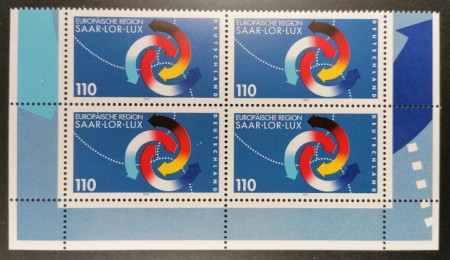 EUROPÄISCHE REGION
SAAR-LOR-LUX
110
DEUTSCHLAND
EUROPÄISCHE REGION
SAAR-LOR-LUX
110
DEUTSCHLAND
EUROPÄISCHE REGION
SAAR-LOR-LUX
110
DEUTSCHLAND
EUROPÄISCHE REGION
SAAR-LOR-LUX
110
DEUTSCHLAND